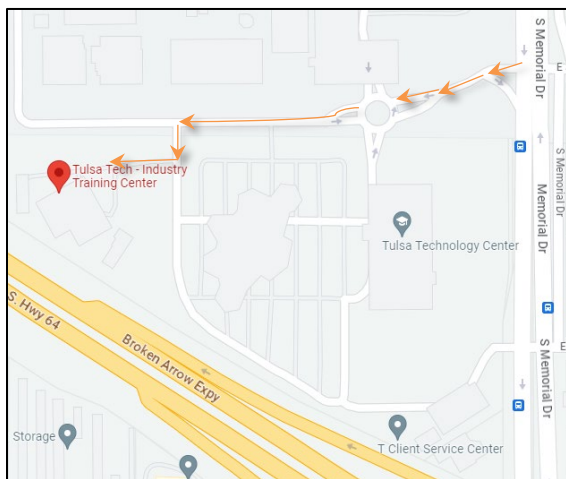 S Memorial Dr
E
Tulsa Tech - Industry
Training Center
S Memorial Dr
Memorial Dr
Tulsa Technology Center
S. Hwy 64
Broken Arrow Expy
S Memorial Dr
E
Storage
T Client Service Center